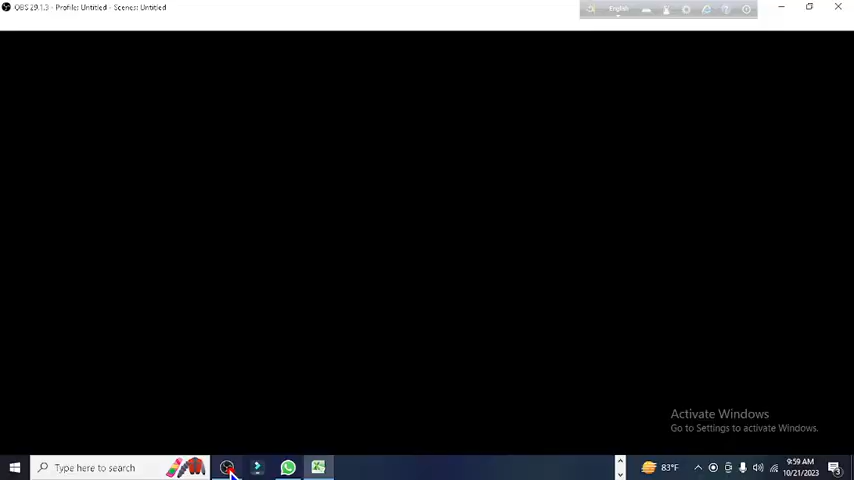 OBS 29.1.3 - Profile: Untitled - Scenes: Untitled
English
Activate Windows
Go to Settings to activate Windows.
Type here to search
83°F
9:59 AM
10/21/2023
3